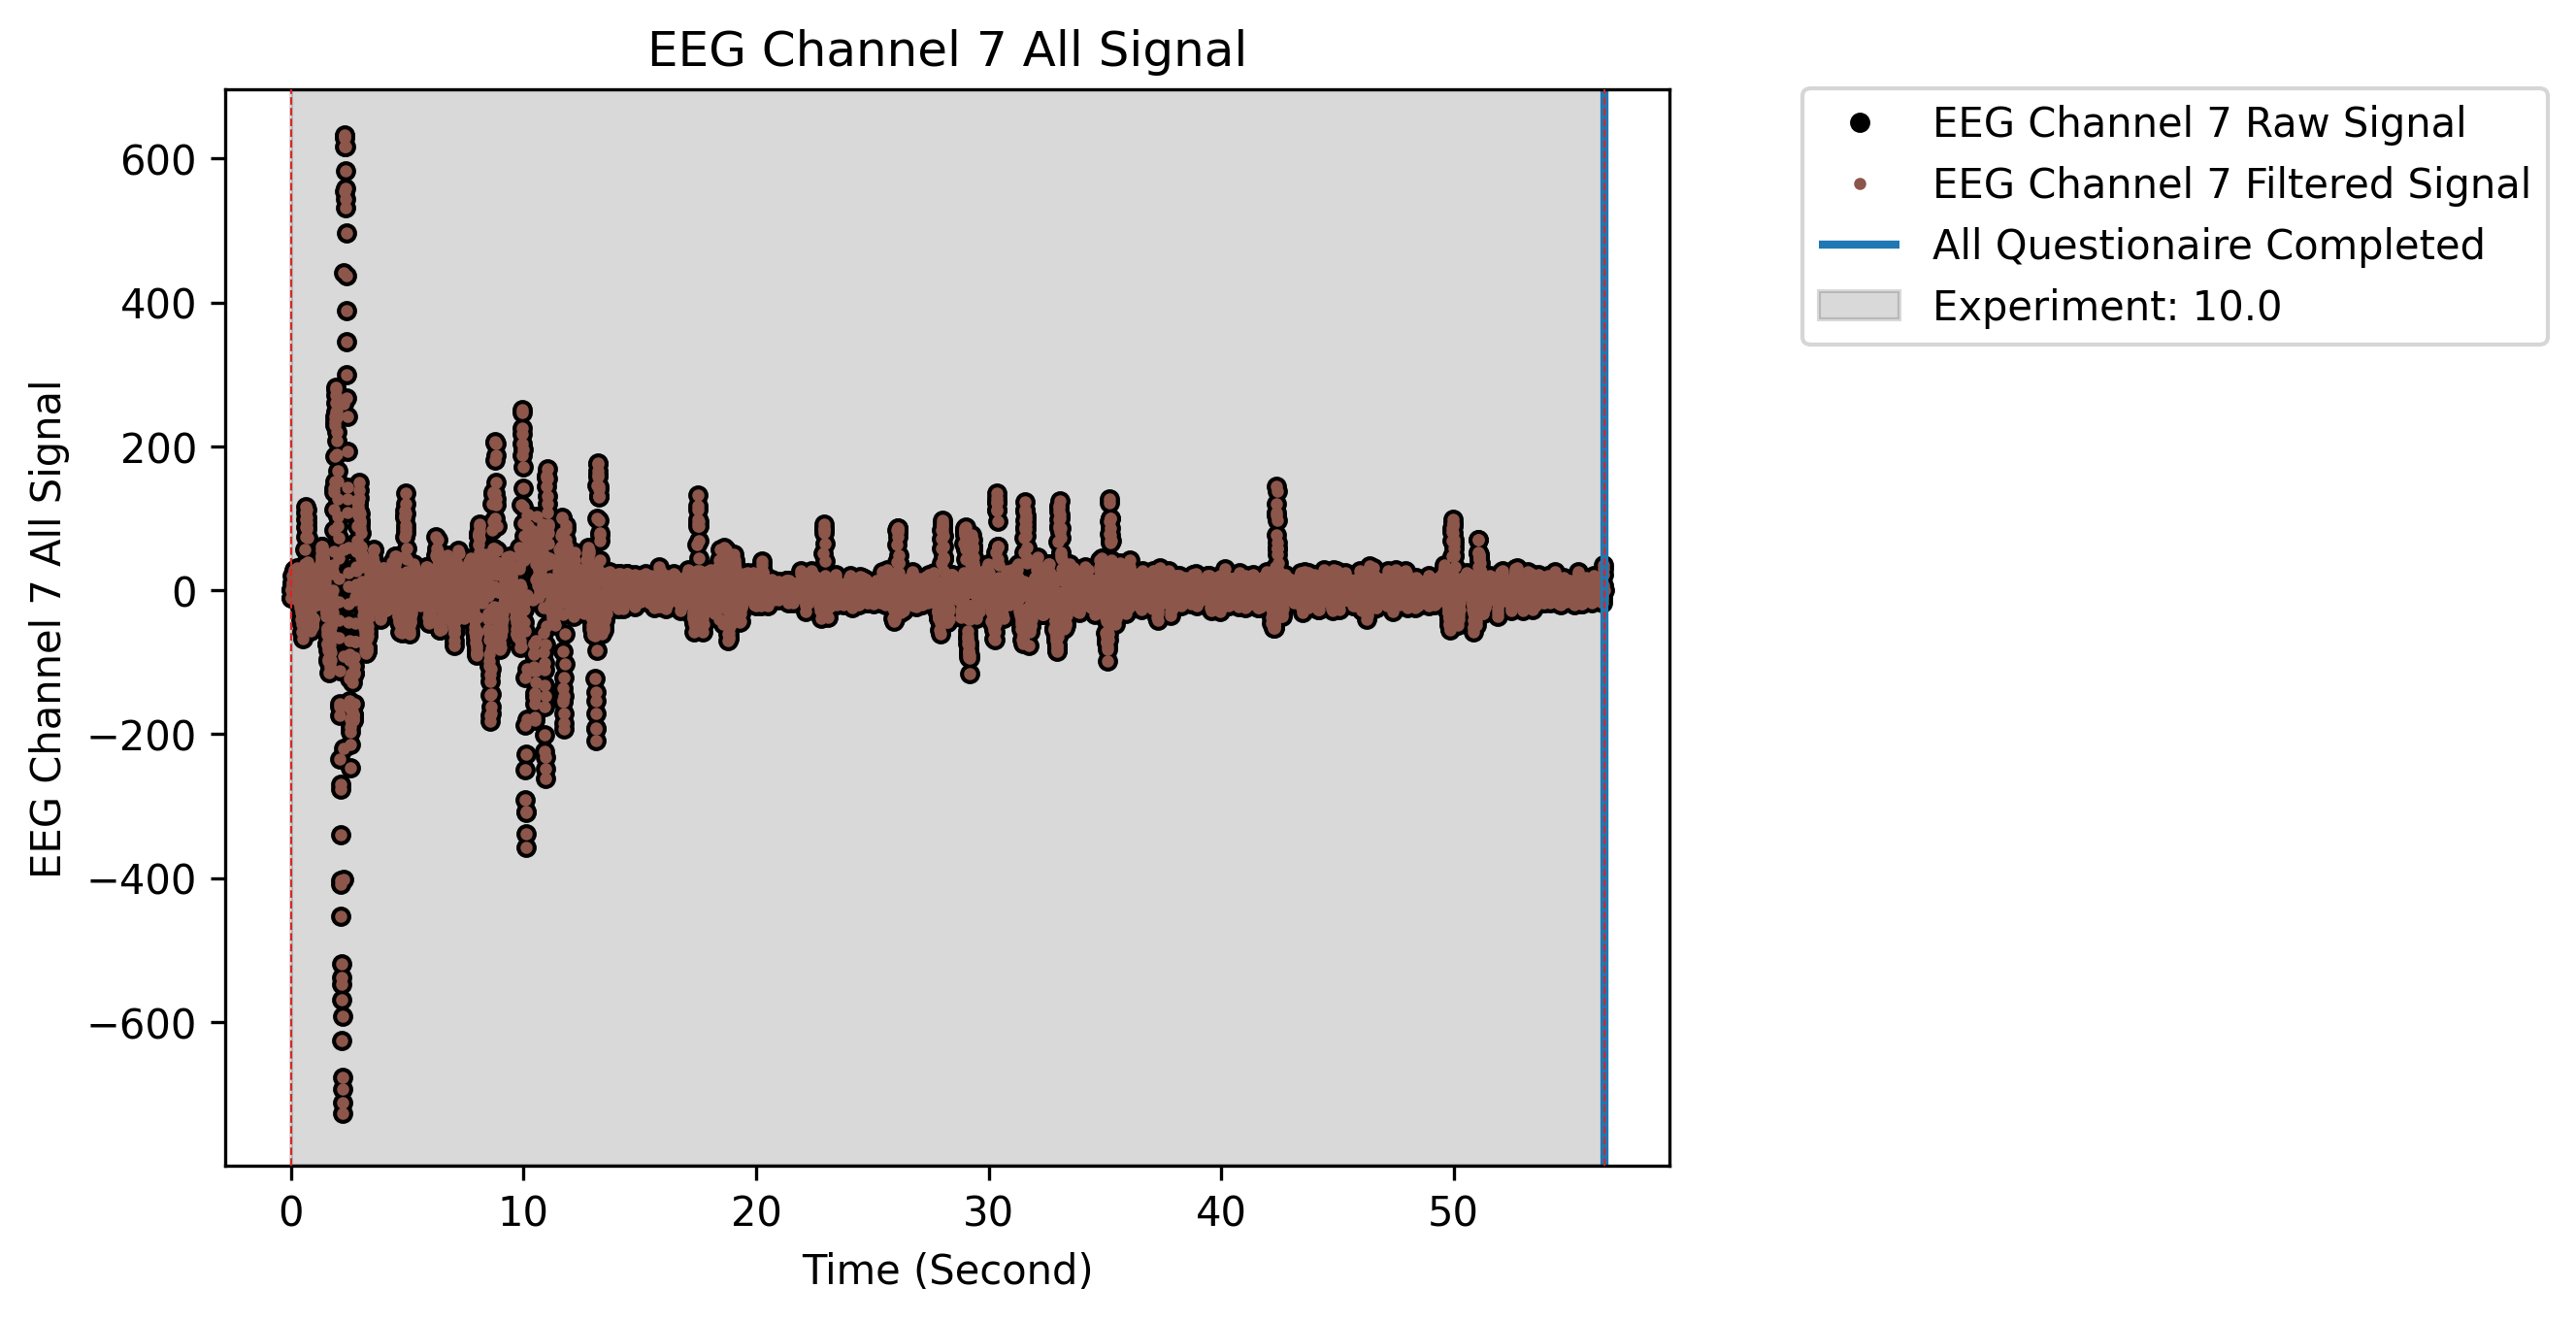 EEG Channel 7 All Signal
EEG Channel 7 Raw Signal
EEG Channel 7 Filtered Signal
All Questionaire Completed
Experiment: 10.0
EEG Channel 7 All Signal
600
400
200
0
−200
−400
−600
0 10 20 30 40 50
Time (Second)